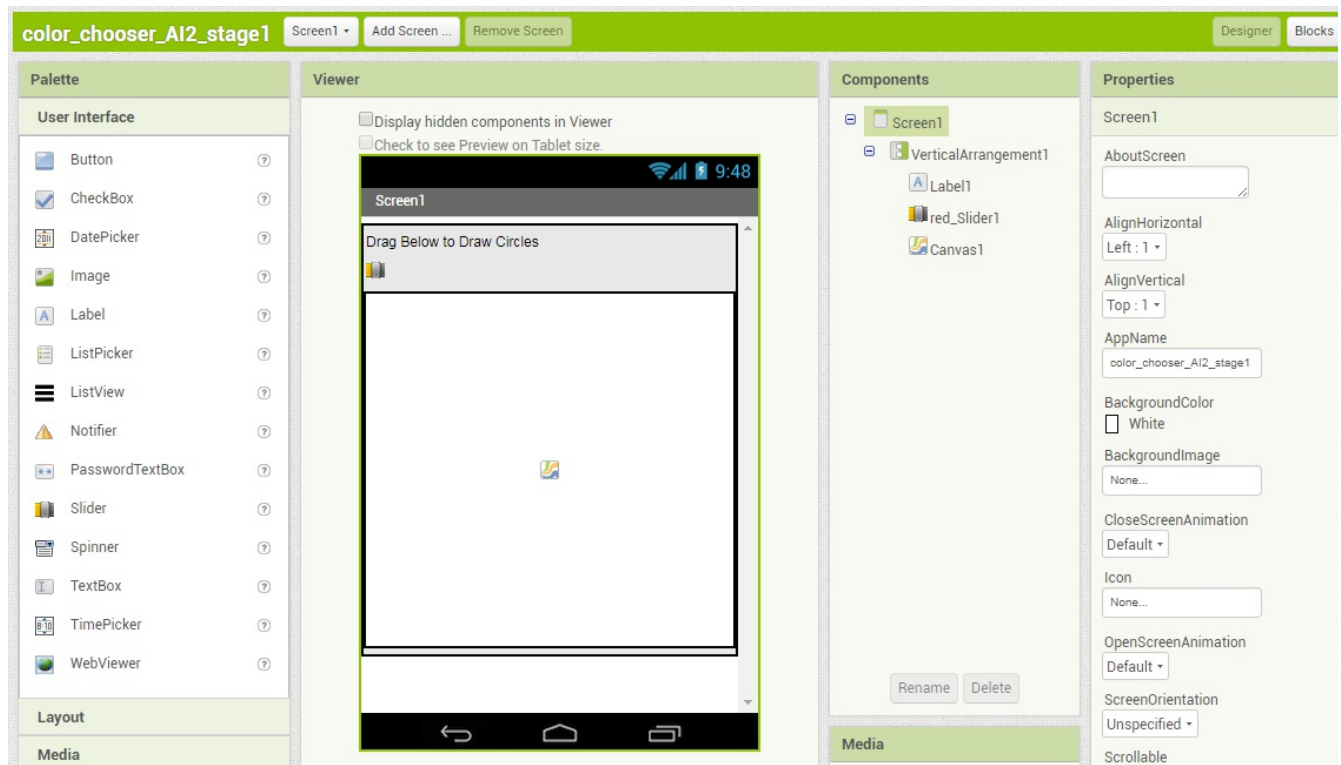 color_chooser_AI2_stage1 Screen1 Add Screen ... Remove Screen Designer Blocks
Palette
User Interface
Button ?
CheckBox ?
DatePicker ?
Image ?
Label ?
ListPicker ?
ListView ?
Notifier ?
PasswordTextBox ?
Slider ?
Spinner ?
TextBox ?
TimePicker ?
WebViewer ?
Layout
Media
Viewer
Display hidden components in Viewer
Check to see Preview on Tablet size.
9:48
Screen1
Drag Below to Draw Circles
Components
Screen1
VerticalArrangement1
A Label1
red_Slider1
Canvas1
Rename Delete
Media
Properties
Screen1
AboutScreen
AlignHorizontal
Left : 1
AlignVertical
Top : 1
AppName
color_chooser_AI2_stage1
BackgroundColor
White
BackgroundImage
None...
CloseScreenAnimation
Default
Icon
None...
OpenScreenAnimation
Default
ScreenOrientation
Unspecified
Scrollable